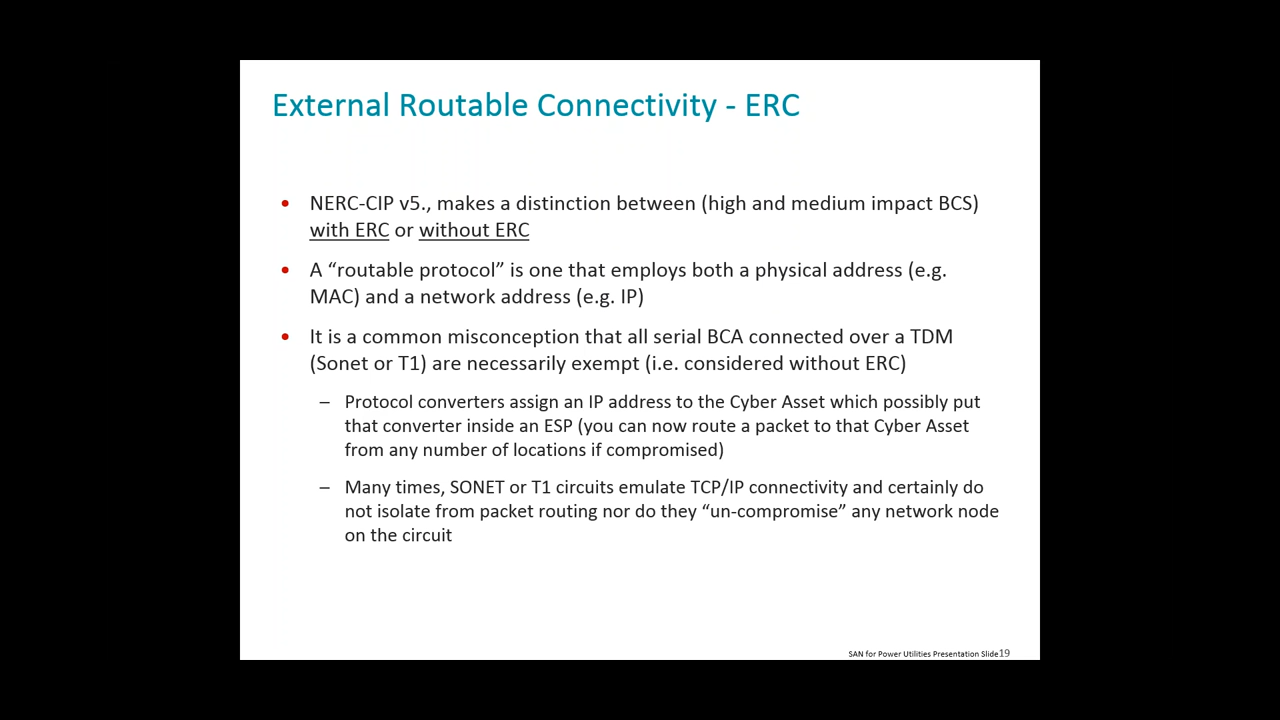 External Routable Connectivity - ERC
• NERC-CIP v5., makes a distinction between (high and medium impact BCS)
with ERC or without ERC
• A “routable protocol” is one that employs both a physical address (e.g.
MAC) and a network address (e.g. IP)
• It is a common misconception that all serial BCA connected over a TDM
(Sonet or T1) are necessarily exempt (i.e. considered without ERC)
– Protocol converters assign an IP address to the Cyber Asset which possibly put
that converter inside an ESP (you can now route a packet to that Cyber Asset
from any number of locations if compromised)
– Many times, SONET or T1 circuits emulate TCP/IP connectivity and certainly do
not isolate from packet routing nor do they “un-compromise” any network node
on the circuit
SAN for Power Utilities Presentation Slide19